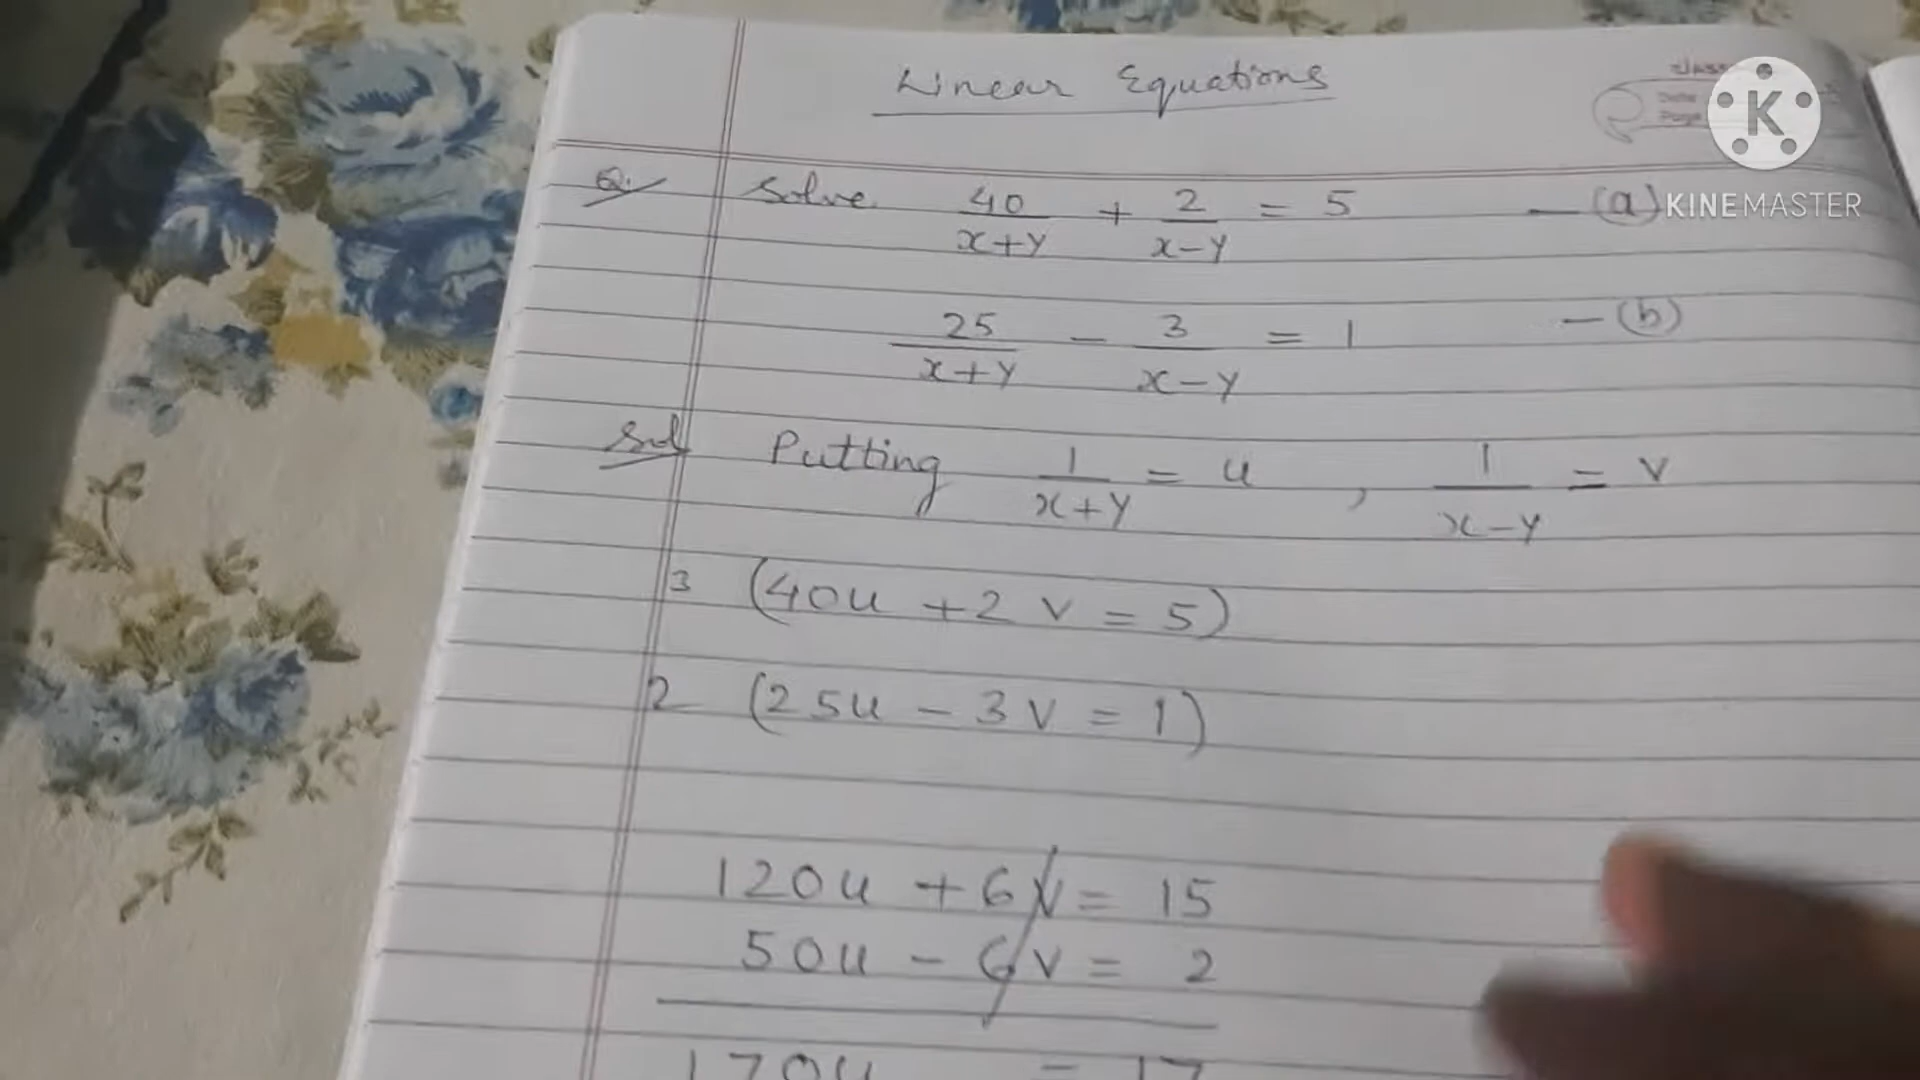 Linear Equations
K
KINEMASTER
Q. Solve 40/x+y + 2/x-y = 5 — (a)
25/x+y - 3/x-y = 1 — (b)
Sol Putting 1/x+y = u , 1/x-y = v
3 (40u + 2v = 5)
2 (25u - 3v = 1)
120u + 6v = 15
50u - 6v = 2
170u = 17